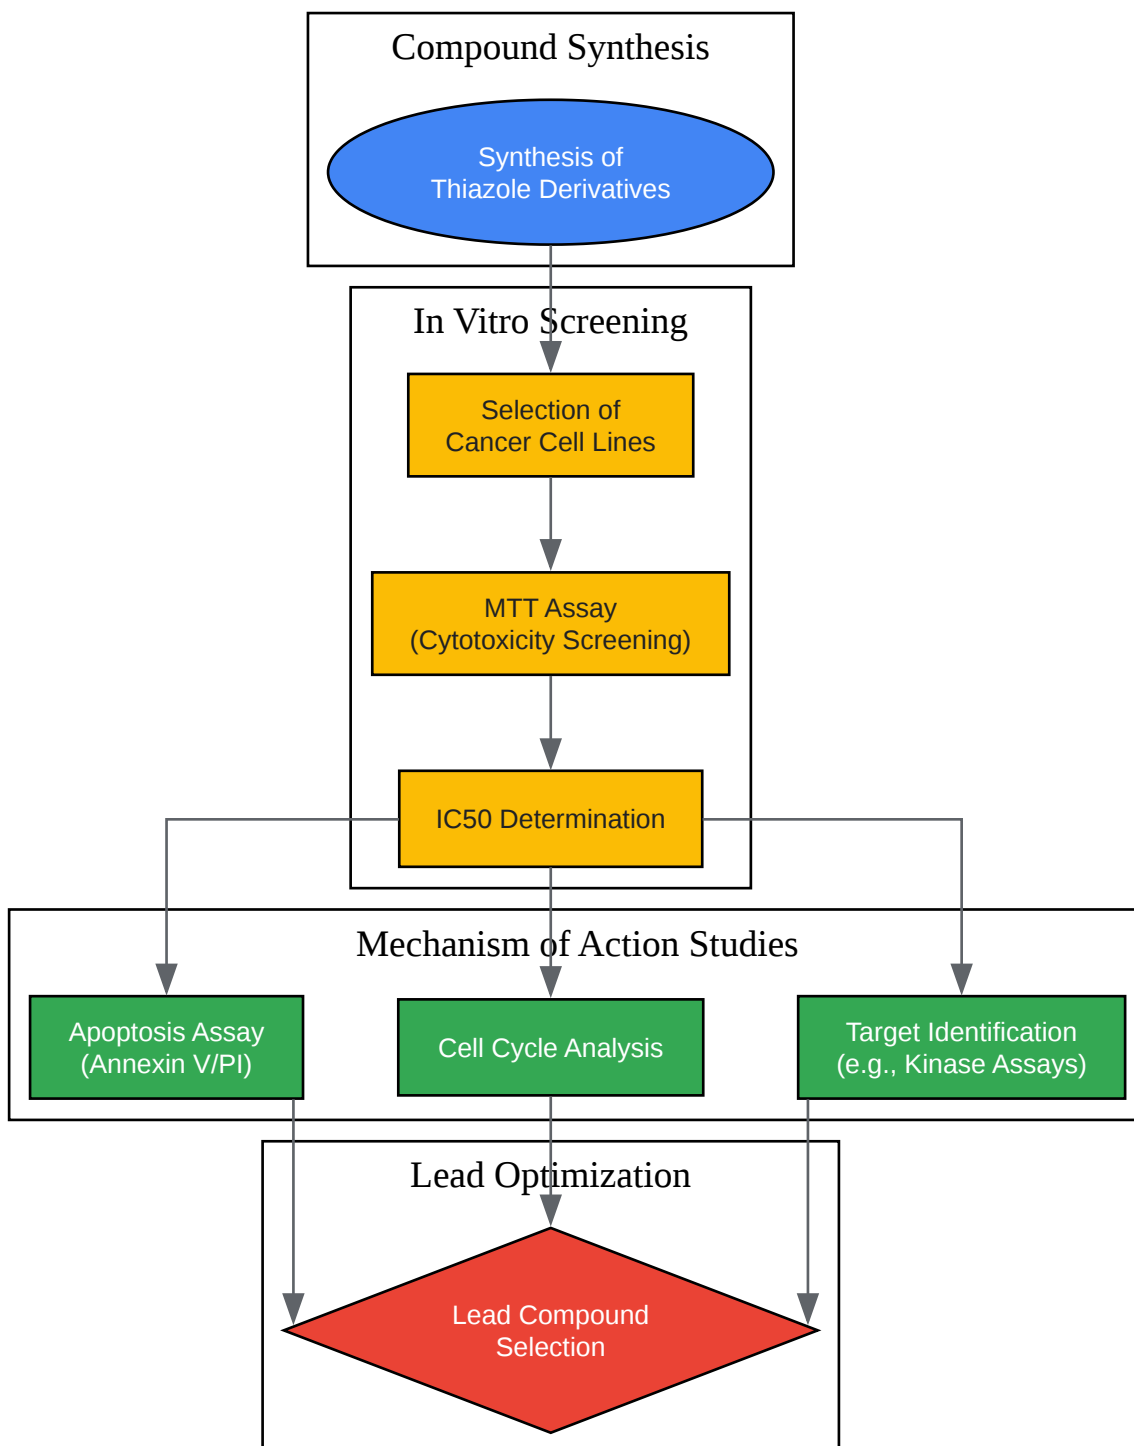 Compound Synthesis
Synthesis of
Thiazole Derivatives
In Vitro Screening
Selection of
Cancer Cell Lines
MTT Assay
(Cytotoxicity Screening)
IC50 Determination
Mechanism of Action Studies
Apoptosis Assay
(Annexin V/PI)
Cell Cycle Analysis
Target Identification
(e.g., Kinase Assays)
Lead Optimization
Lead Compound
Selection